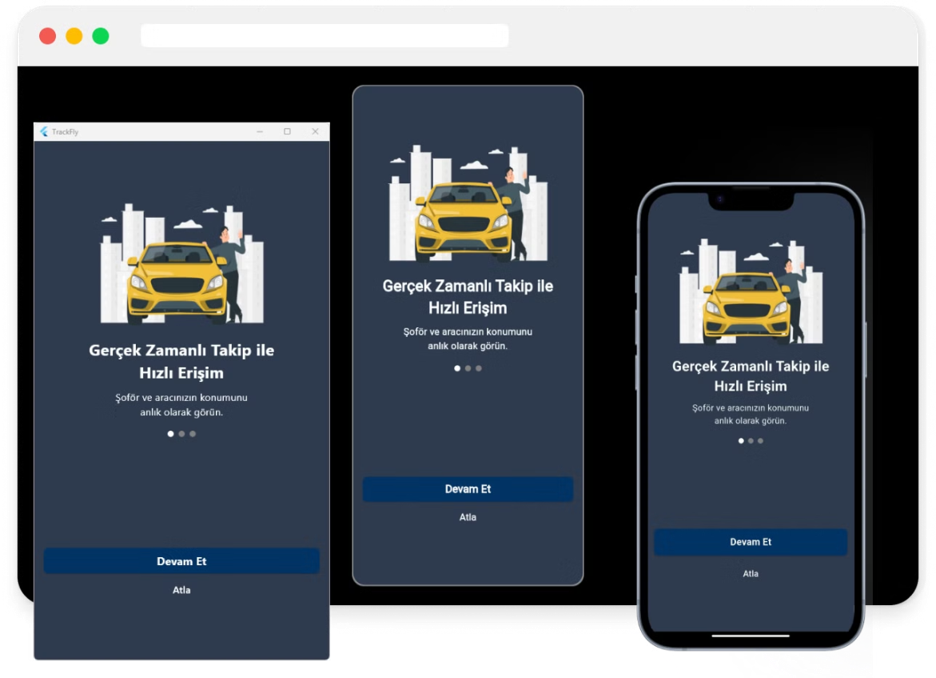 TrackFly
Gerçek Zamanlı Takip ile
Hızlı Erişim
Şoför ve aracınızın konumunu
anlık olarak görün.
Devam Et
Atla
Gerçek Zamanlı Takip ile
Hızlı Erişim
Şoför ve aracınızın konumunu
anlık olarak görün.
Devam Et
Atla
Gerçek Zamanlı Takip ile
Hızlı Erişim
Şoför ve aracınızın konumunu
anlık olarak görün.
Devam Et
Atla